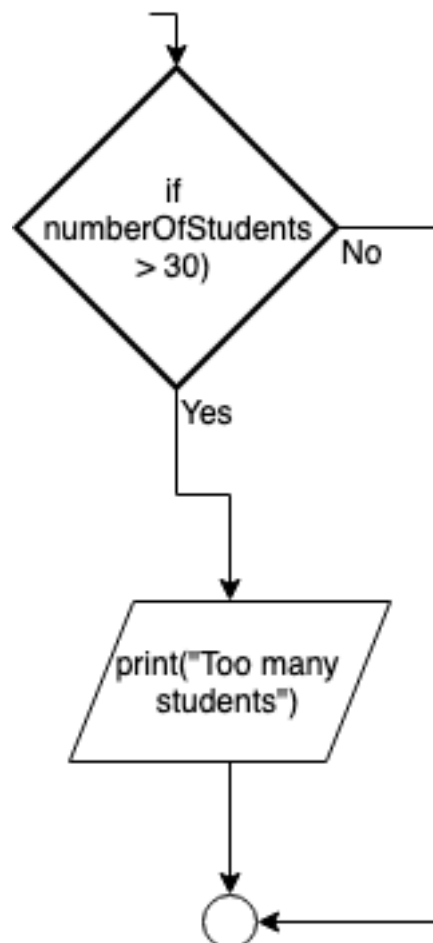 if
numberOfStudents
> 30)
No
Yes
print("Too many
students")